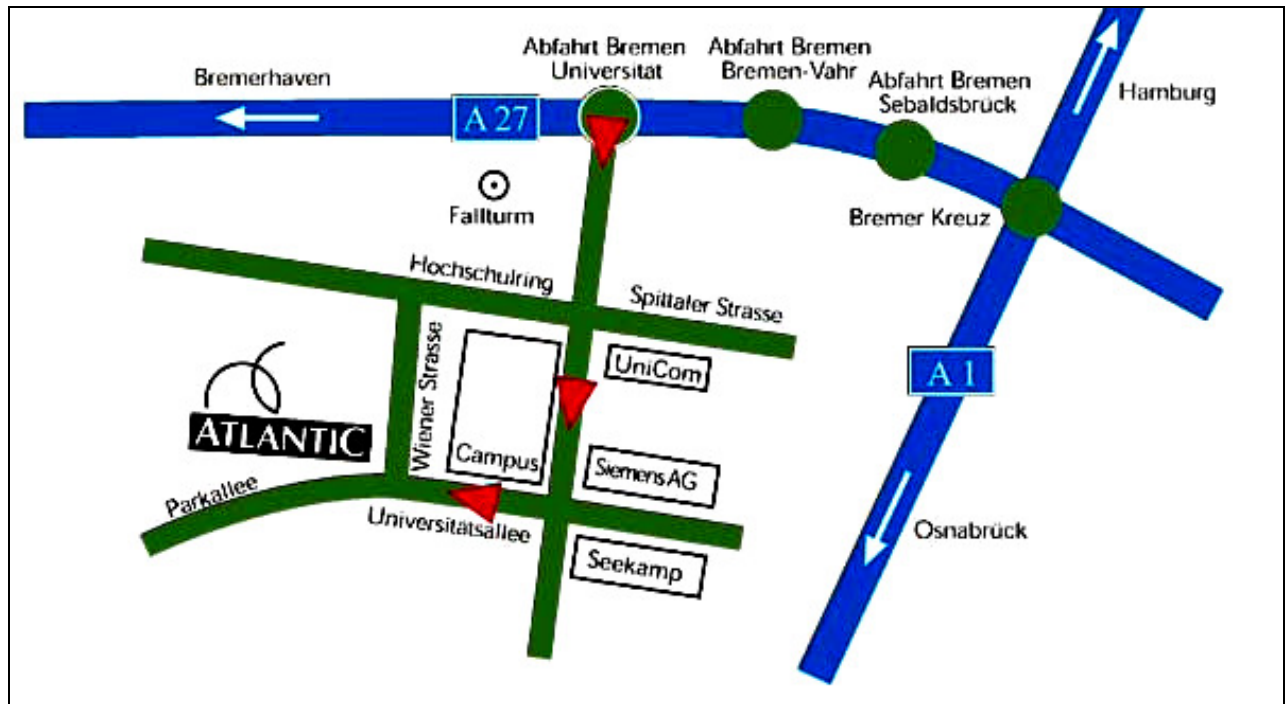 Abfahrt Bremen
Universität
Abfahrt Bremen
Bremen-Vahr
Abfahrt Bremen
Sebaldsbrück
Bremerhaven
A 27
Hamburg
Fallturm
Bremer Kreuz
Hochschulring
Spittaler Strasse
Wiener Strasse
UniCom
A 1
ATLANTIC
Campus
Siemens AG
Parkallee
Universitätsallee
Osnabrück
Seekamp